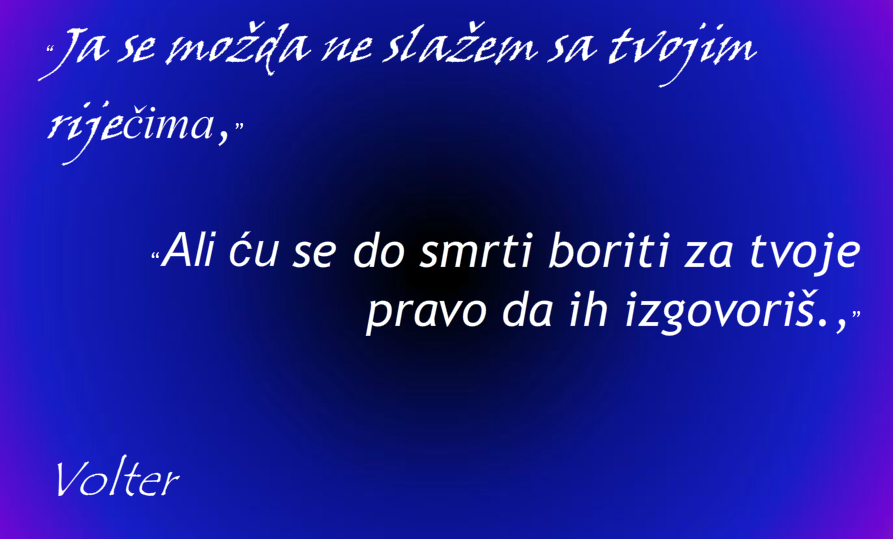 “Ja se možda ne slažem sa tvojim
riječima,”
“Ali ću se do smrti boriti za tvoje
pravo da ih izgovoriš.,”
Volter